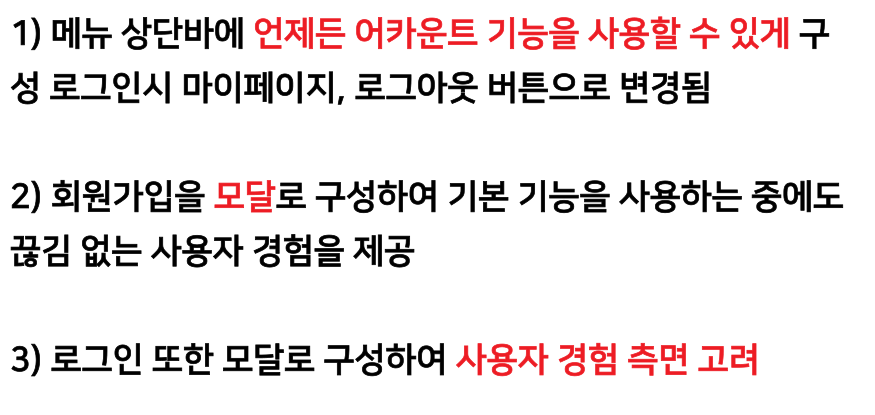 1) 메뉴 상단바에 언제든 어카운트 기능을 사용할 수 있게 구
성 로그인시 마이페이지, 로그아웃 버튼으로 변경됨
2) 회원가입을 모달로 구성하여 기본 기능을 사용하는 중에도
끊김 없는 사용자 경험을 제공
3) 로그인 또한 모달로 구성하여 사용자 경험 측면 고려